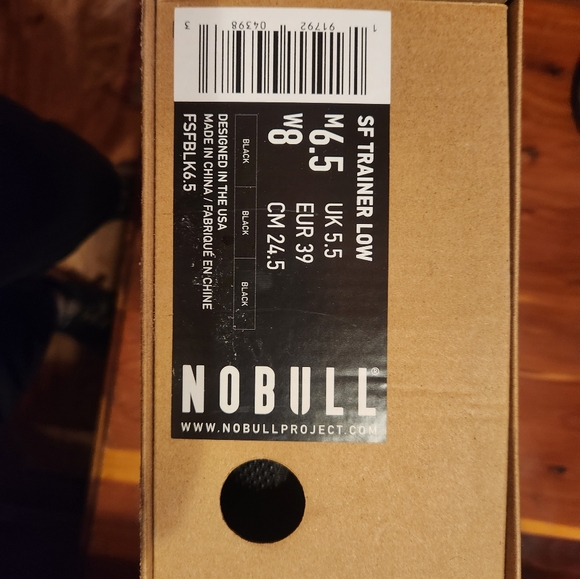 1 91792 04398 3
SF TRAINER LOW
M6.5 UK 5.5
W8 EUR 39
CM 24.5
BLACK BLACK BLACK
DESIGNED IN THE USA
MADE IN CHINA / FABRIQUÉ EN CHINE
FSFBLK6.5
NOBULL®
WWW.NOBULLPROJECT.COM